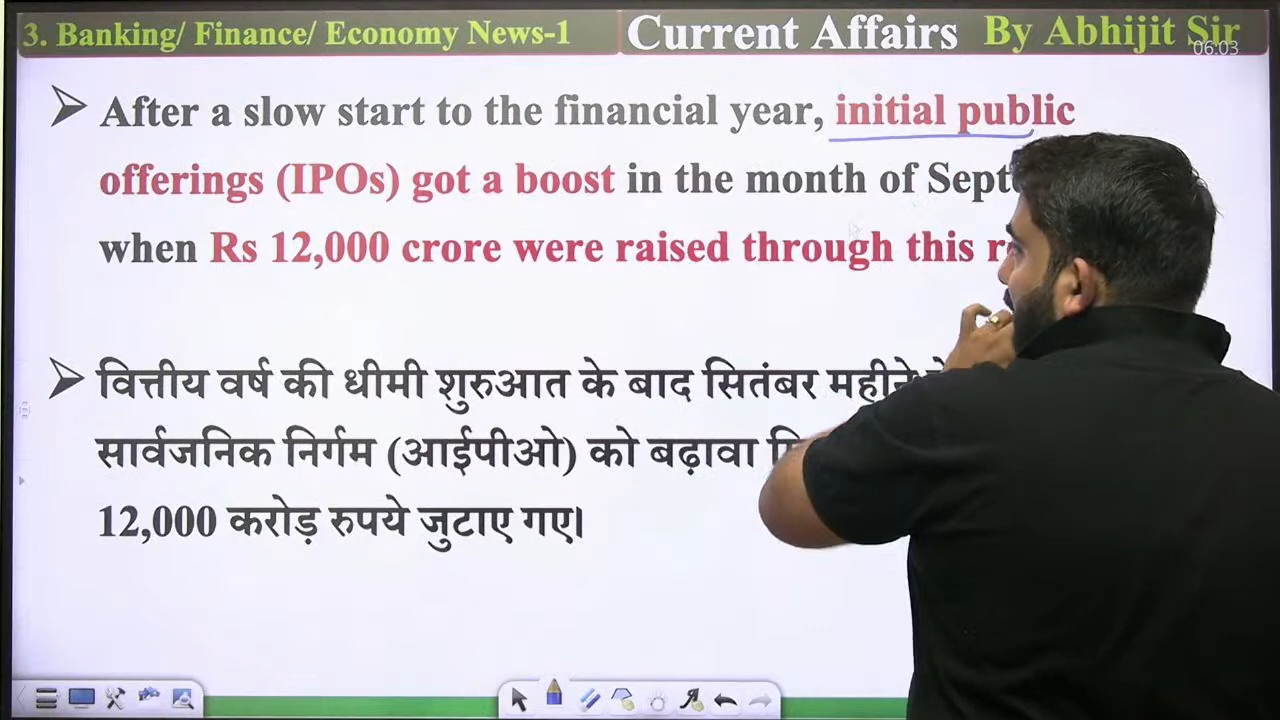 3. Banking/ Finance/ Economy News-1
Current Affairs By Abhijit Sir
06:03
After a slow start to the financial year, initial public
offerings (IPOs) got a boost in the month of
when Rs 12,000 crore were raised through this
वित्तीय वर्ष की धीमी शुरुआत के बाद सितंबर महीने
सार्वजनिक निर्गम (आईपीओ) को बढ़ावा
12,000 करोड़ रुपये जुटाए गए।